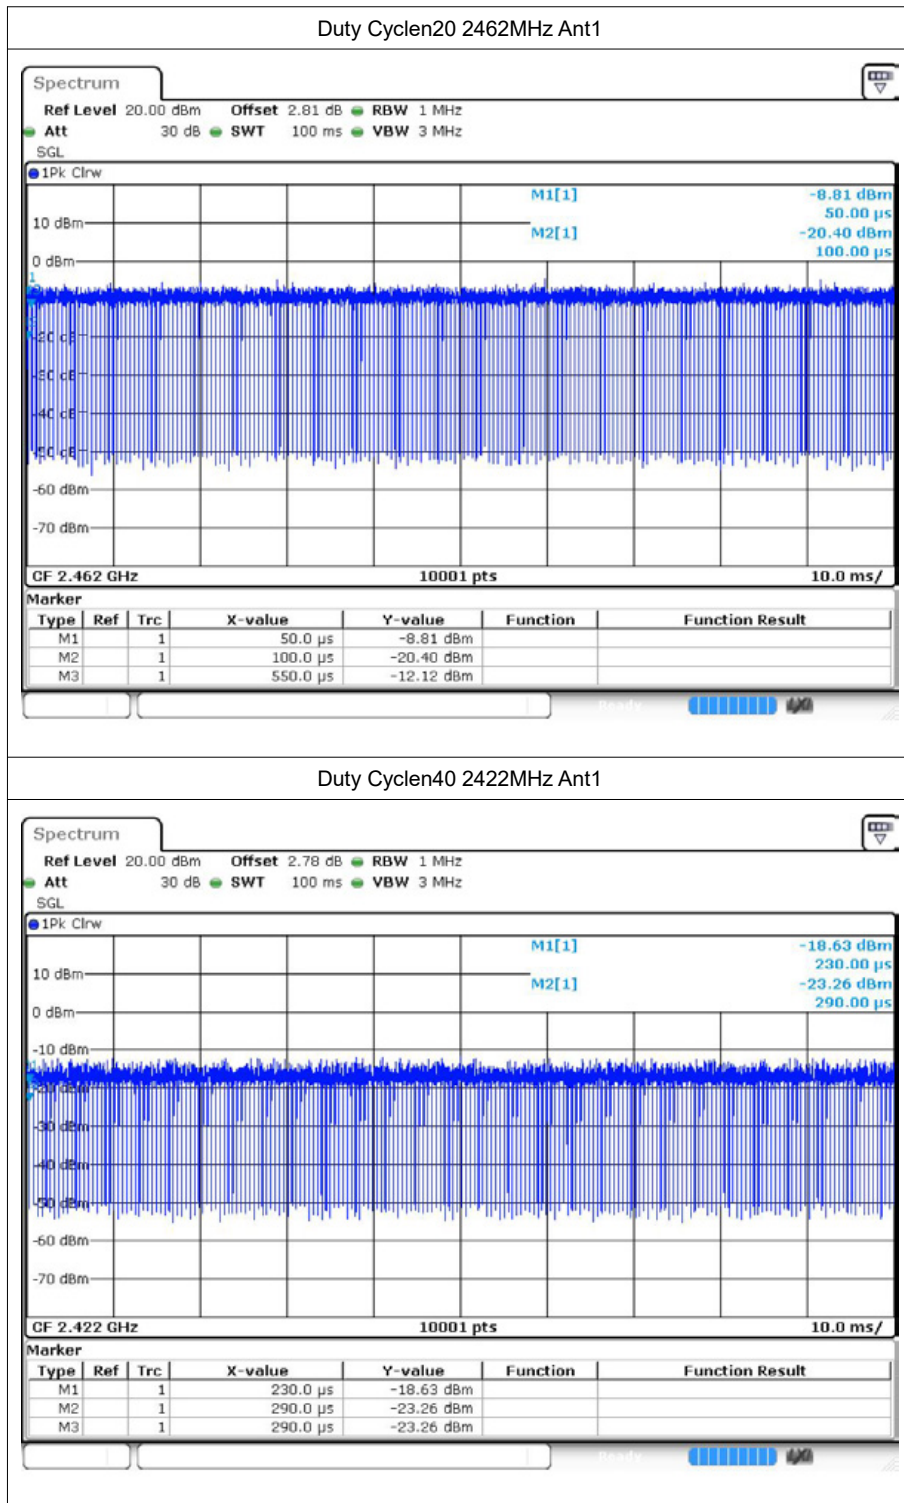 Duty Cyclen20 2462MHz Ant1
Spectrum
Ref Level 20.00 dBm Offset 2.81 dB RBW 1 MHz
Att 30 dB SWT 100 ms VBW 3 MHz
SGL
1Pk Clrw
M1[1] -8.81 dBm
50.00 µs
10 dBm
M2[1] -20.40 dBm
100.00 µs
0 dBm
-60 dBm
-70 dBm
CF 2.462 GHz 10001 pts 10.0 ms/
Marker
Type Ref Trc X-value Y-value Function Function Result
M1 1 50.0 µs -8.81 dBm
M2 1 100.0 µs -20.40 dBm
M3 1 550.0 µs -12.12 dBm
Ready
Duty Cyclen40 2422MHz Ant1
Spectrum
Ref Level 20.00 dBm Offset 2.78 dB RBW 1 MHz
Att 30 dB SWT 100 ms VBW 3 MHz
SGL
1Pk Clrw
M1[1] -18.63 dBm
230.00 µs
10 dBm
M2[1] -23.26 dBm
290.00 µs
0 dBm
-10 dBm
-30 dBm
-40 dBm
-50 dBm
-60 dBm
-70 dBm
CF 2.422 GHz 10001 pts 10.0 ms/
Marker
Type Ref Trc X-value Y-value Function Function Result
M1 1 230.0 µs -18.63 dBm
M2 1 290.0 µs -23.26 dBm
M3 1 290.0 µs -23.26 dBm
Ready